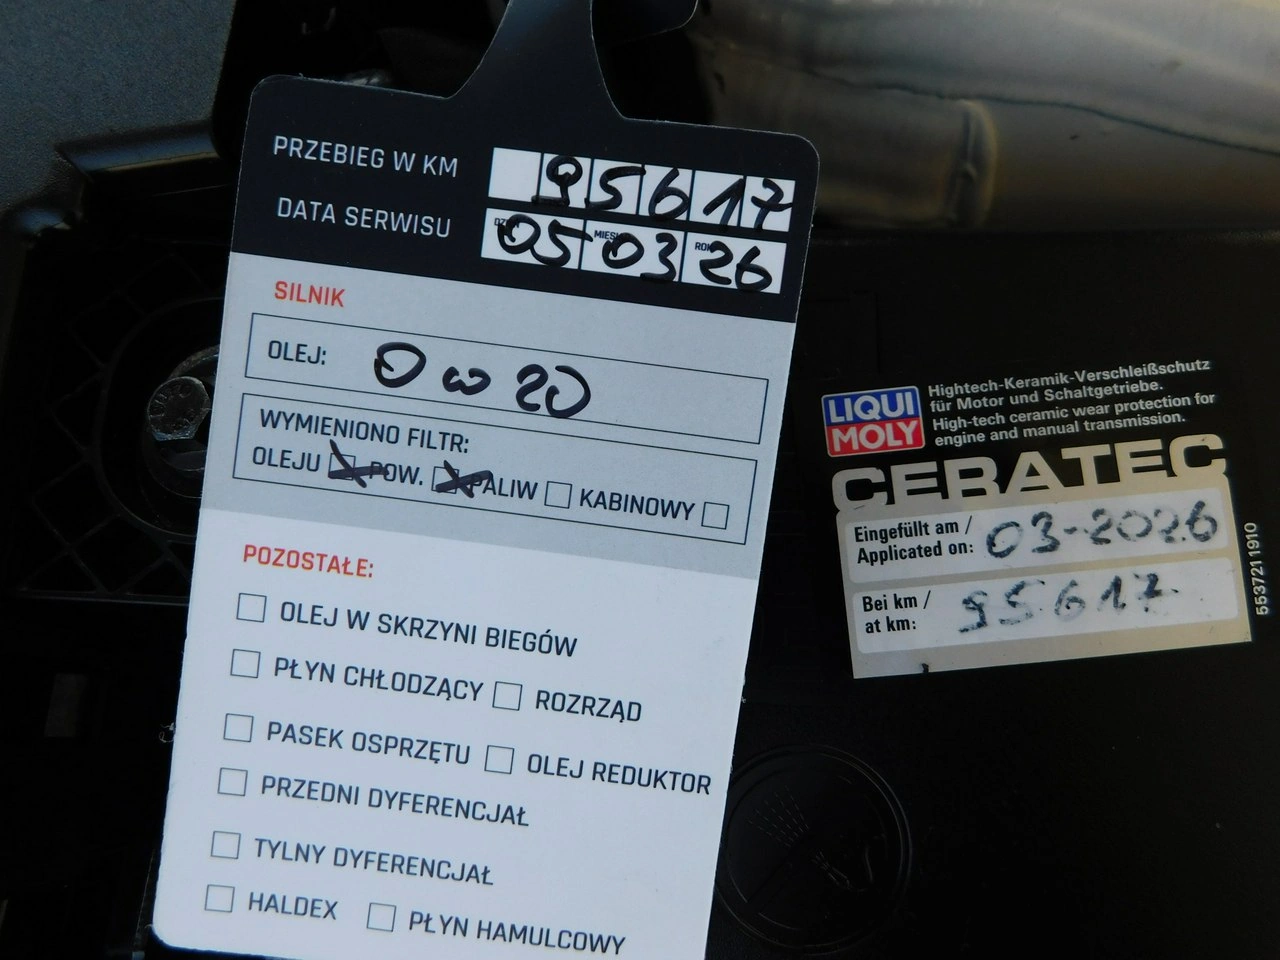 PRZEBIEG W KM 95617
DATA SERWISU 05 03 26
SILNIK
OLEJ: 0w20
WYMIENIONO FILTR:
OLEJU POW. PALIW KABINOWY
POZOSTAŁE:
OLEJ W SKRZYNI BIEGÓW
PŁYN CHŁODZĄCY ROZRZĄD
PASEK OSPRZĘTU OLEJ REDUKTOR
PRZEDNI DYFERENCJAŁ
TYLNY DYFERENCJAŁ
HALDEX PŁYN HAMULCOWY
LIQUI
MOLY
Hightech-Keramik-Verschleißschutz
für Motor und Schaltgetriebe.
High-tech ceramic wear protection for
engine and manual transmission.
CERATEC
Eingefüllt am /
Applicated on: 03-2026
Bei km /
at km: 95617
5537211910